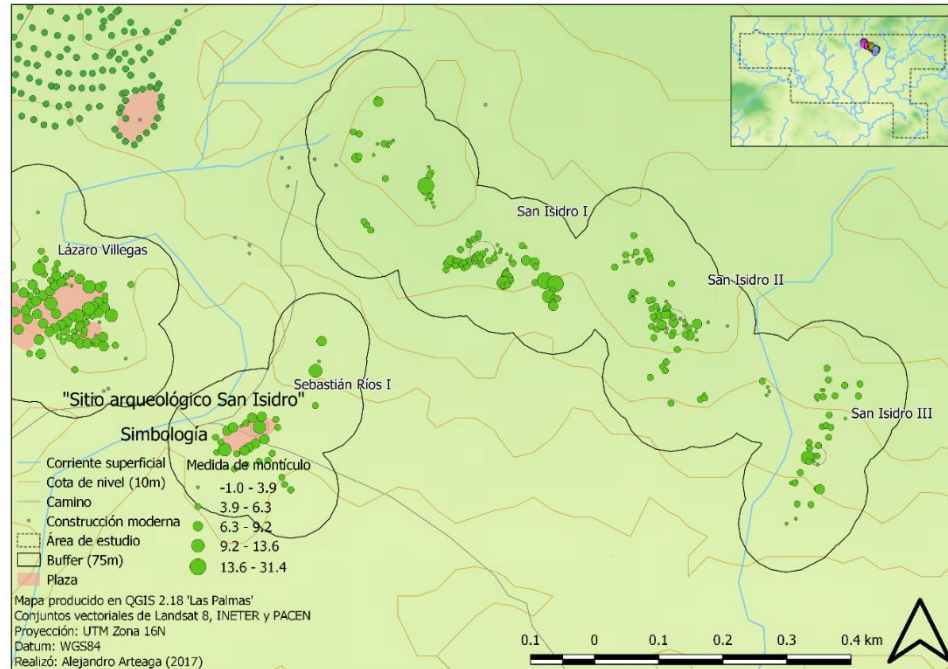 San Isidro I
Lázaro Villegas
San Isidro II
Sebastián Ríos I
"Sitio arqueológico San Isidro"
San Isidro III
Simbología
Corriente superficial
Cota de nivel (10m)
Camino
Construcción moderna
Área de estudio
Buffer (75m)
Plaza
Medida de montículo
-1.0 - 3.9
3.9 - 6.3
6.3 - 9.2
9.2 - 13.6
13.6 - 31.4
Mapa producido en QGIS 2.18 'Las Palmas'
Conjuntos vectoriales de Landsat 8, INETER y PACEN
Proyección: UTM Zona 16N
Datum: WGS84
Realizó: Alejandro Arteaga (2017)
0.1 0 0.1 0.2 0.3 0.4 km